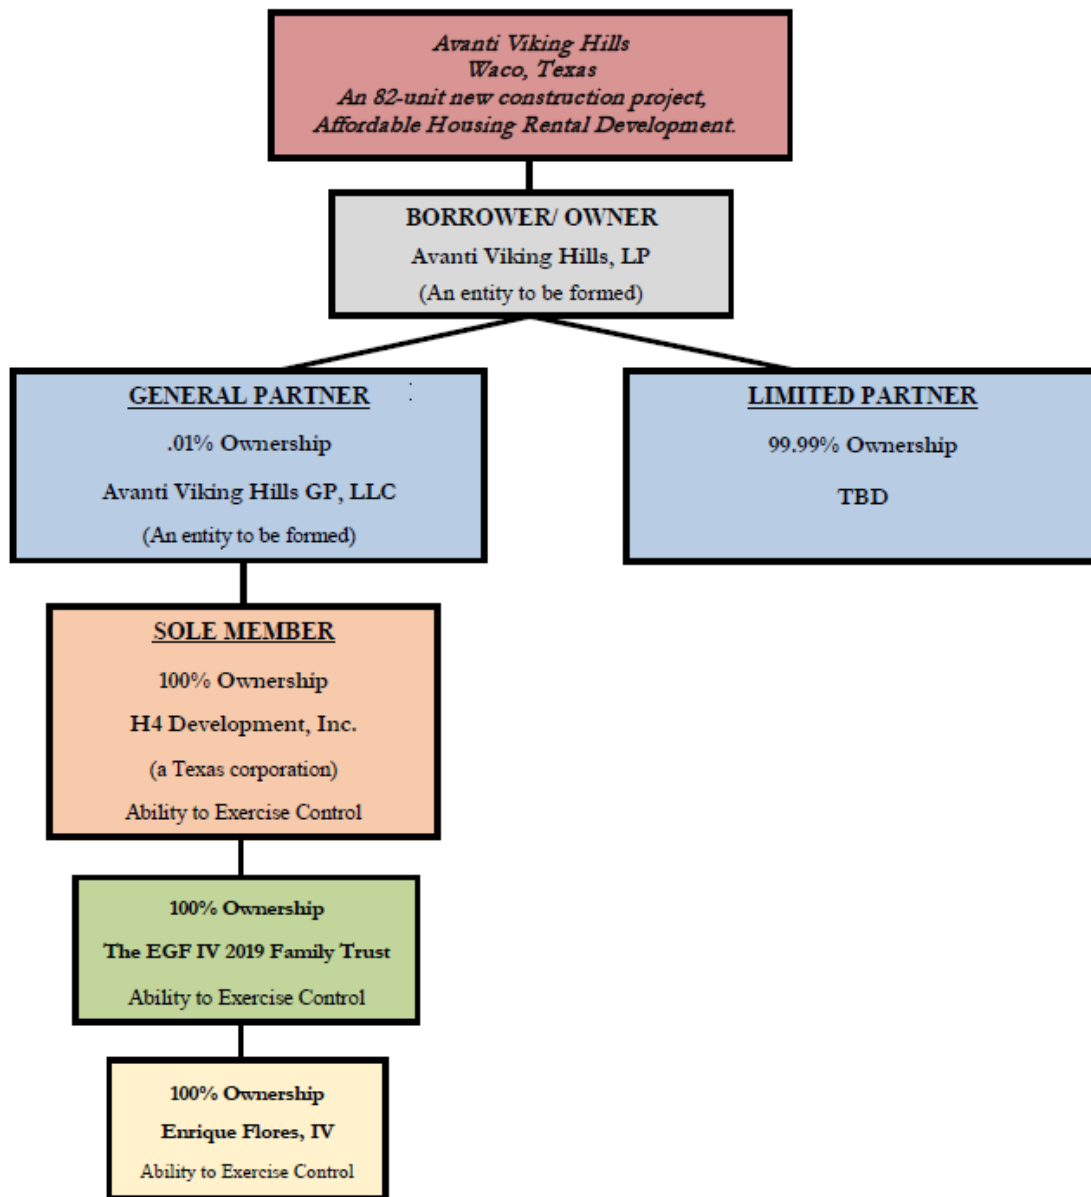 Avanti Viking Hills
Waco, Texas
An 82-unit new construction project,
Affordable Housing Rental Development.
BORROWER/ OWNER
Avanti Viking Hills, LP
(An entity to be formed)
GENERAL PARTNER
.01% Ownership
Avanti Viking Hills GP, LLC
(An entity to be formed)
LIMITED PARTNER
99.99% Ownership
TBD
SOLE MEMBER
100% Ownership
H4 Development, Inc.
(a Texas corporation)
Ability to Exercise Control
100% Ownership
The EGF IV 2019 Family Trust
Ability to Exercise Control
100% Ownership
Enrique Flores, IV
Ability to Exercise Control